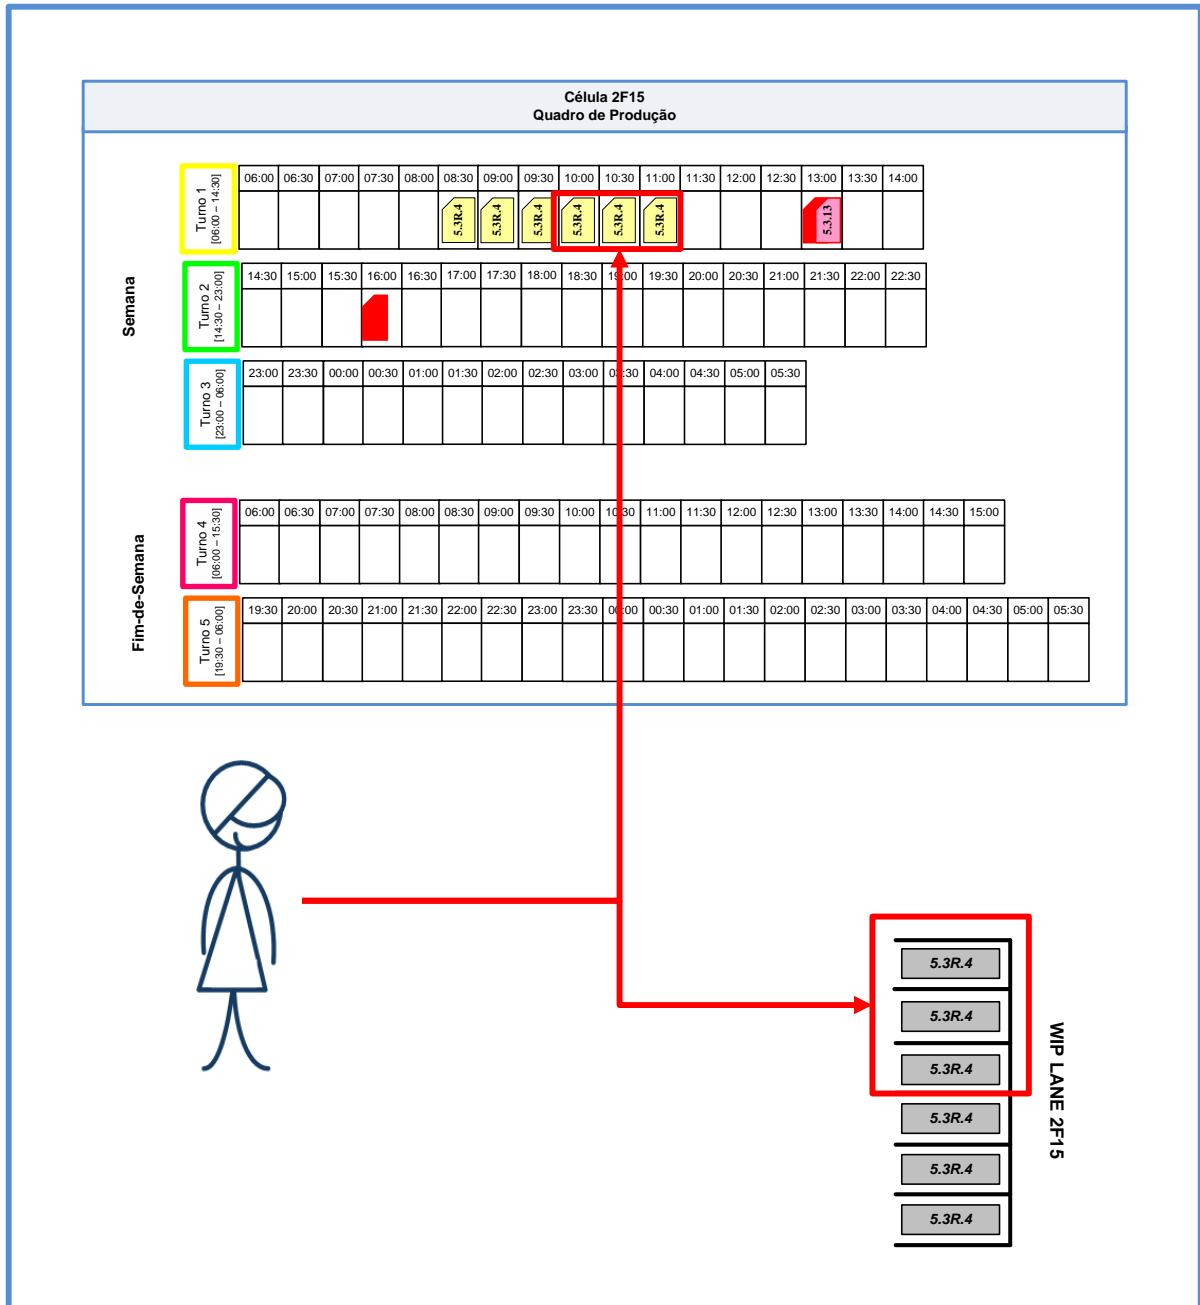 Célula 2F15
Quadro de Produção
Semana
Turno 1
[06:00 – 14:30]
06:00 06:30 07:00 07:30 08:00 08:30 09:00 09:30 10:00 10:30 11:00 11:30 12:00 12:30 13:00 13:30 14:00
5.3R.4 5.3R.4 5.3R.4 5.3R.4 5.3R.4 5.3R.4 5.3.13
Turno 2
[14:30 – 23:00]
14:30 15:00 15:30 16:00 16:30 17:00 17:30 18:00 18:30 19:00 19:30 20:00 20:30 21:00 21:30 22:00 22:30
Turno 3
[23:00 – 06:00]
23:00 23:30 00:00 00:30 01:00 01:30 02:00 02:30 03:00 03:30 04:00 04:30 05:00 05:30
Fim-de-Semana
Turno 4
[06:00 – 15:30]
06:00 06:30 07:00 07:30 08:00 08:30 09:00 09:30 10:00 10:30 11:00 11:30 12:00 12:30 13:00 13:30 14:00 14:30 15:00
Turno 5
[19:30 – 06:00]
19:30 20:00 20:30 21:00 21:30 22:00 22:30 23:00 23:30 00:00 00:30 01:00 01:30 02:00 02:30 03:00 03:30 04:00 04:30 05:00 05:30
5.3R.4
5.3R.4
5.3R.4
5.3R.4
5.3R.4
5.3R.4
WIP LANE 2F15